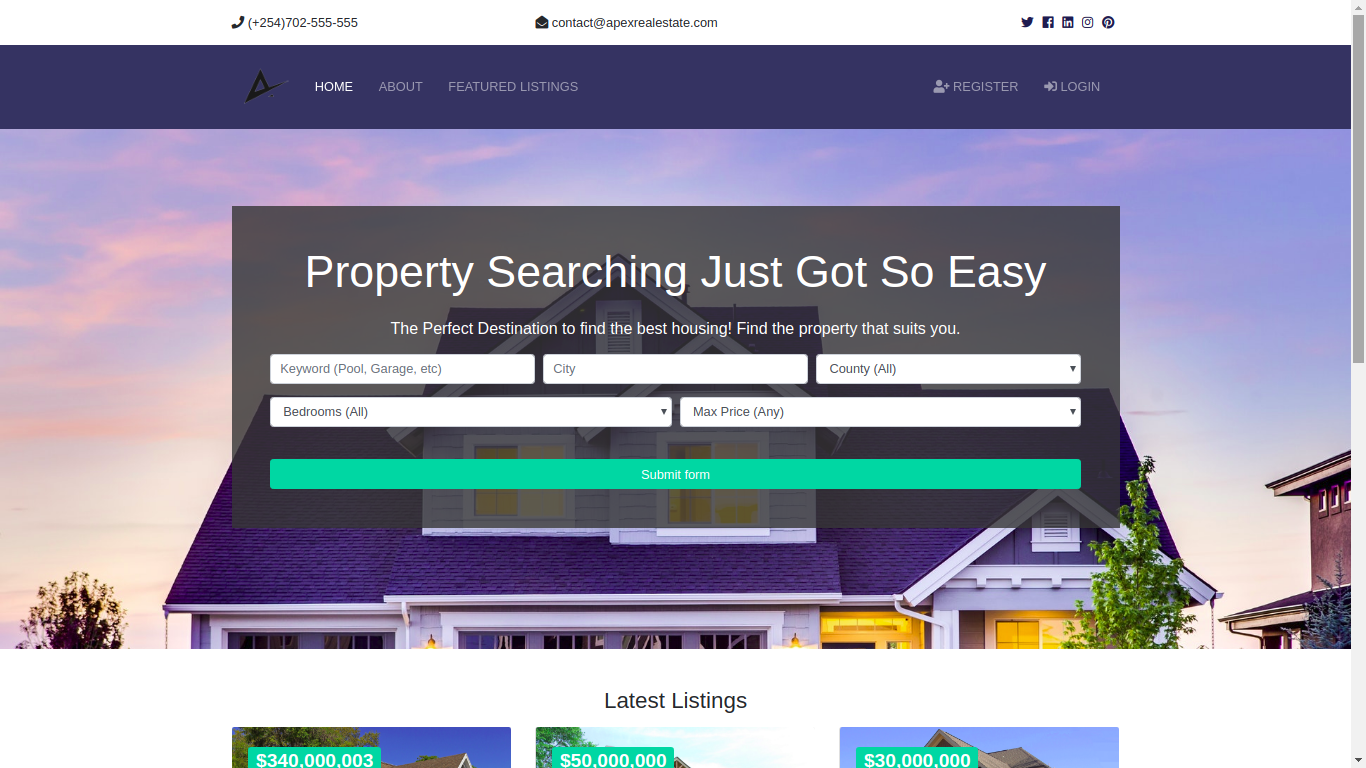 (+254)702-555-555
contact@apexrealestate.com
HOME
ABOUT
FEATURED LISTINGS
REGISTER
LOGIN
Property Searching Just Got So Easy
The Perfect Destination to find the best housing! Find the property that suits you.
Keyword (Pool, Garage, etc)
City
County (All)
Bedrooms (All)
Max Price (Any)
Submit form
Latest Listings
$340,000,003
$50,000,000
$30,000,000